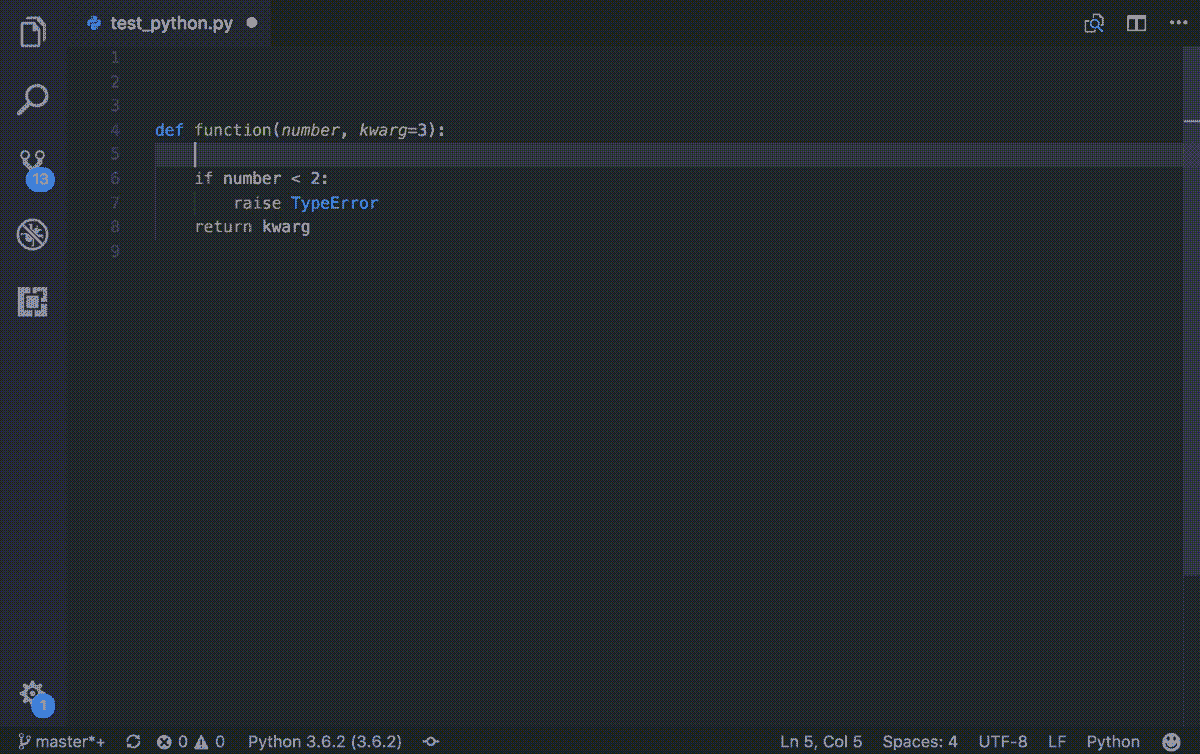 test_python.py
1
2
3
4 def function(number, kwarg=3):
5
6 if number < 2:
7 raise TypeError
8 return kwarg
9
13
1
master*+ 0 0 Python 3.6.2 (3.6.2) Ln 5, Col 5 Spaces: 4 UTF-8 LF Python